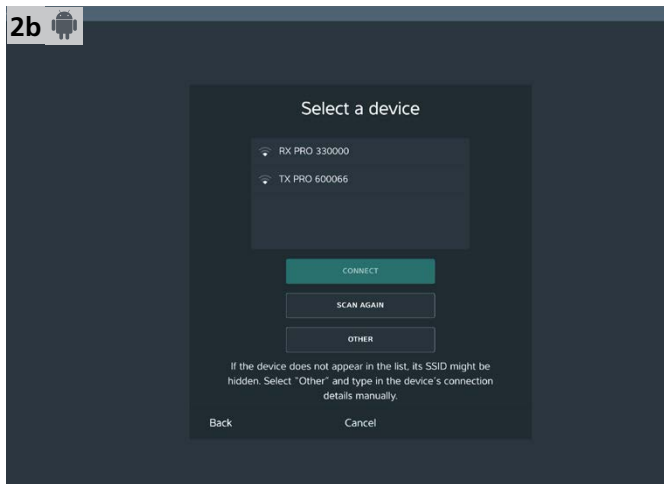 2b
Select a device
RX PRO 330000
TX PRO 600066
CONNECT
SCAN AGAIN
OTHER
If the device does not appear in the list, its SSID might be
hidden. Select "Other" and type in the device's connection
details manually.
Back Cancel